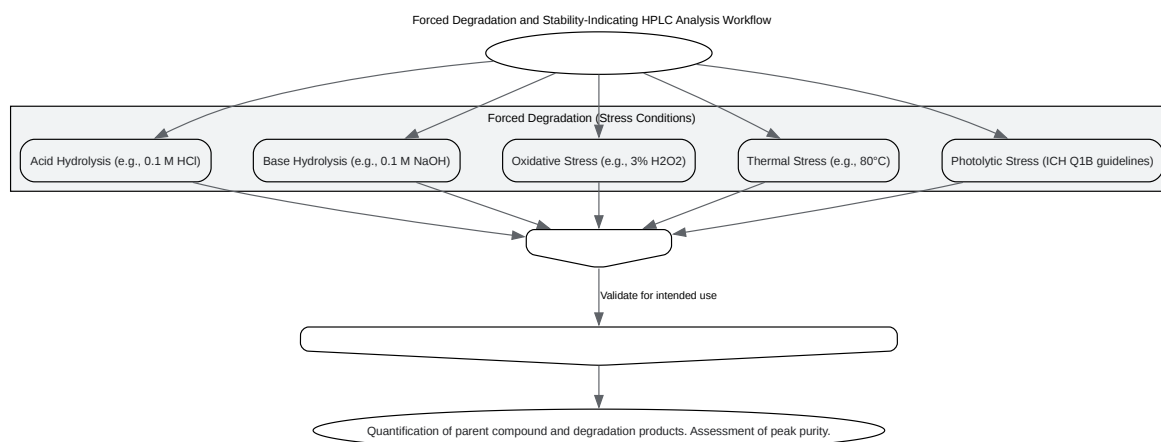 Forced Degradation and Stability-Indicating HPLC Analysis Workflow
Forced Degradation (Stress Conditions)
Acid Hydrolysis (e.g., 0.1 M HCl)
Base Hydrolysis (e.g., 0.1 M NaOH)
Oxidative Stress (e.g., 3% H2O2)
Thermal Stress (e.g., 80°C)
Photolytic Stress (ICH Q1B guidelines)
Validate for intended use
Quantification of parent compound and degradation products. Assessment of peak purity.